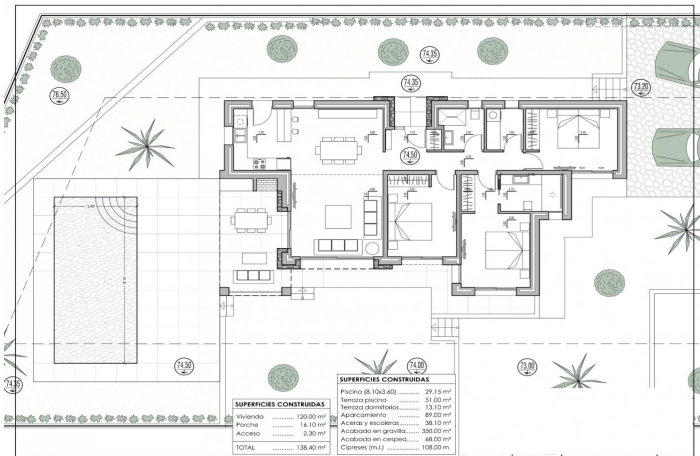 74.35
74.35
76.50
73.20
74.50
3.60
74.50
74.00
73.00
74.25
SUPERFICIES CONSTRUIDAS
Vivienda ............ 120.00 m²
Porche ............ 16.10 m²
Acceso ............ 2.30 m²
TOTAL ............ 138.40 m²
SUPERFICIES CONSTRUIDAS
Piscina (8.10x3.60) ............ 29.15 m²
Terraza piscina ............ 51.00 m²
Terraza dormitorios ............ 13.10 m²
Aparcamiento ............ 89.00 m²
Aceras y escaleras ........ 38.10 m²
Acabado en gravilla ........ 350.00 m²
Acabado en cesped ........ 68.00 m²
Cipreses (m.l.) ............ 108.00 m